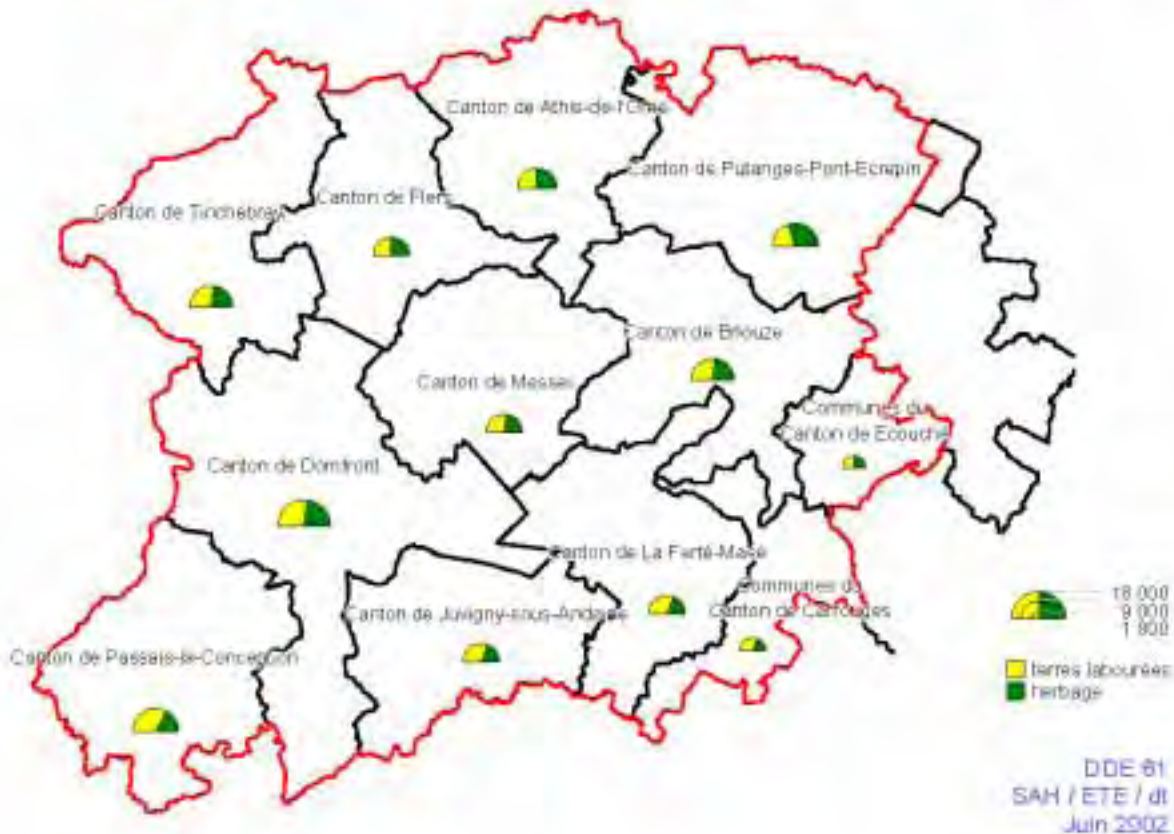 Canton de Athis-de-l'Orne
Canton de Putanges-Pont-Ecrepin
Canton de Flers
Canton de Tinchebray
Canton de Briouze
Canton de Messei
Communes du
Canton de Ecouché
Canton de Domfront
Canton de La Ferté-Macé
Communes du
Canton de Carrouges
Canton de Juvigny-sous-Andaine
Canton de Passais-la-Conception
18 000
9 000
1 800
terres labourées
herbage
DDE 61
SAH / ETE / dt
Juin 2002